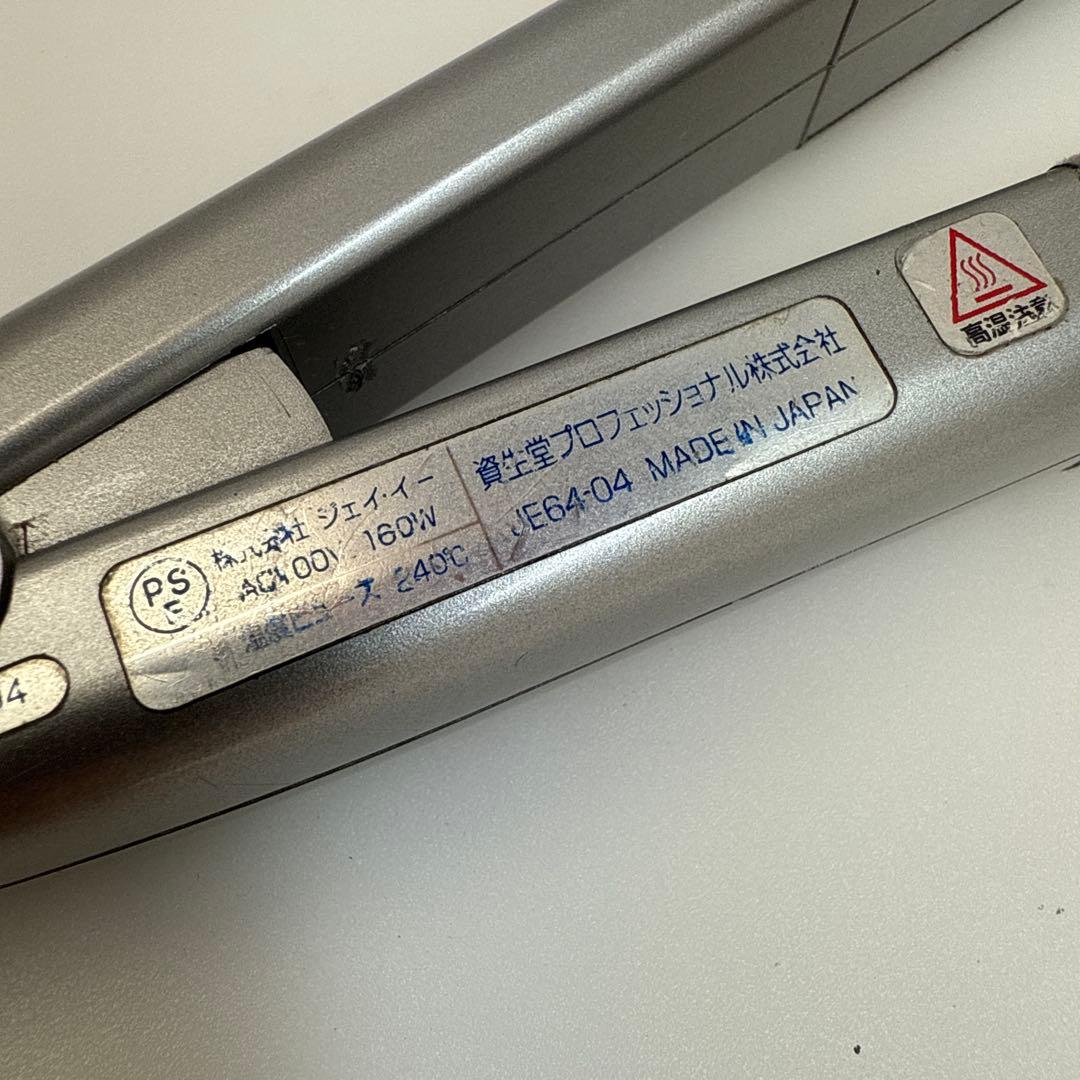 PS
E
株式会社 ジェイ・イー
AC100V 160W
温度ヒューズ 240℃
資生堂プロフェッショナル株式会社
JE64-04 MADE IN JAPAN
高温注意
04